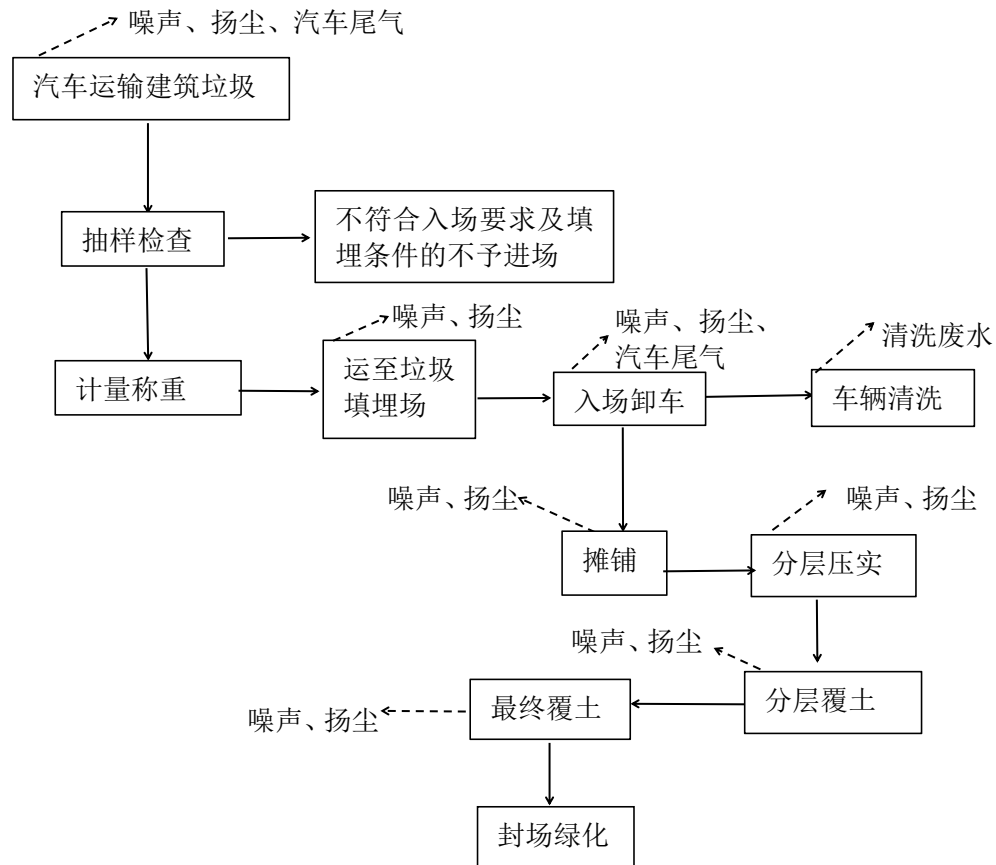 噪声、扬尘、汽车尾气
汽车运输建筑垃圾
抽样检查
不符合入场要求及填
埋条件的不予进场
噪声、扬尘
噪声、扬尘、
汽车尾气
清洗废水
计量称重
运至垃圾
填埋场
入场卸车
车辆清洗
噪声、扬尘
噪声、扬尘
摊铺
分层压实
噪声、扬尘
分层覆土
最终覆土
噪声、扬尘
封场绿化